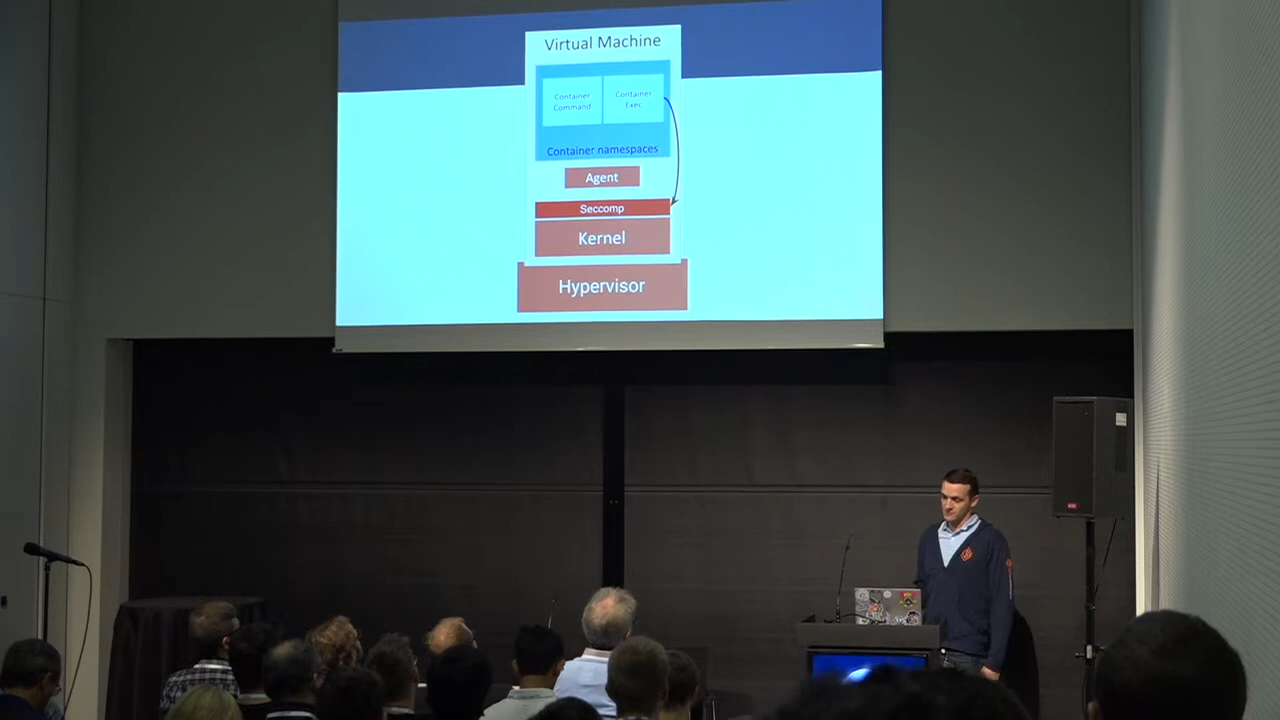 Virtual Machine
Container Command
Container Exec
Container namespaces
Agent
Seccomp
Kernel
Hypervisor